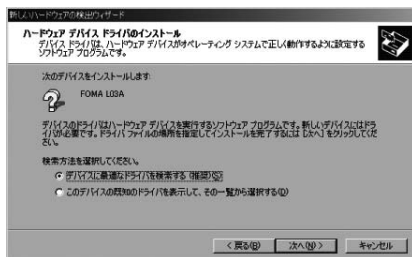 新しいハードウェアの検出ウィザード
ハードウェア デバイス ドライバのインストール
デバイス ドライバは、ハードウェア デバイスがオペレーティング システムで正しく動作するように設定する
ソフトウェア プログラムです。
次のデバイスをインストールします:
FOMA L03A
デバイスのドライバはハードウェア デバイスを実行するソフトウェア プログラムです。新しいデバイスにはドラ
イバが必要です。ドライバ ファイルの場所を指定してインストールを完了するには [次へ] をクリックしてくだ
さい。
検索方法を選択してください。
デバイスに最適なドライバを検索する (推奨)(S)
このデバイスの既知のドライバを表示して、その一覧から選択する(D)
< 戻る(B)
次へ(N) >
キャンセル